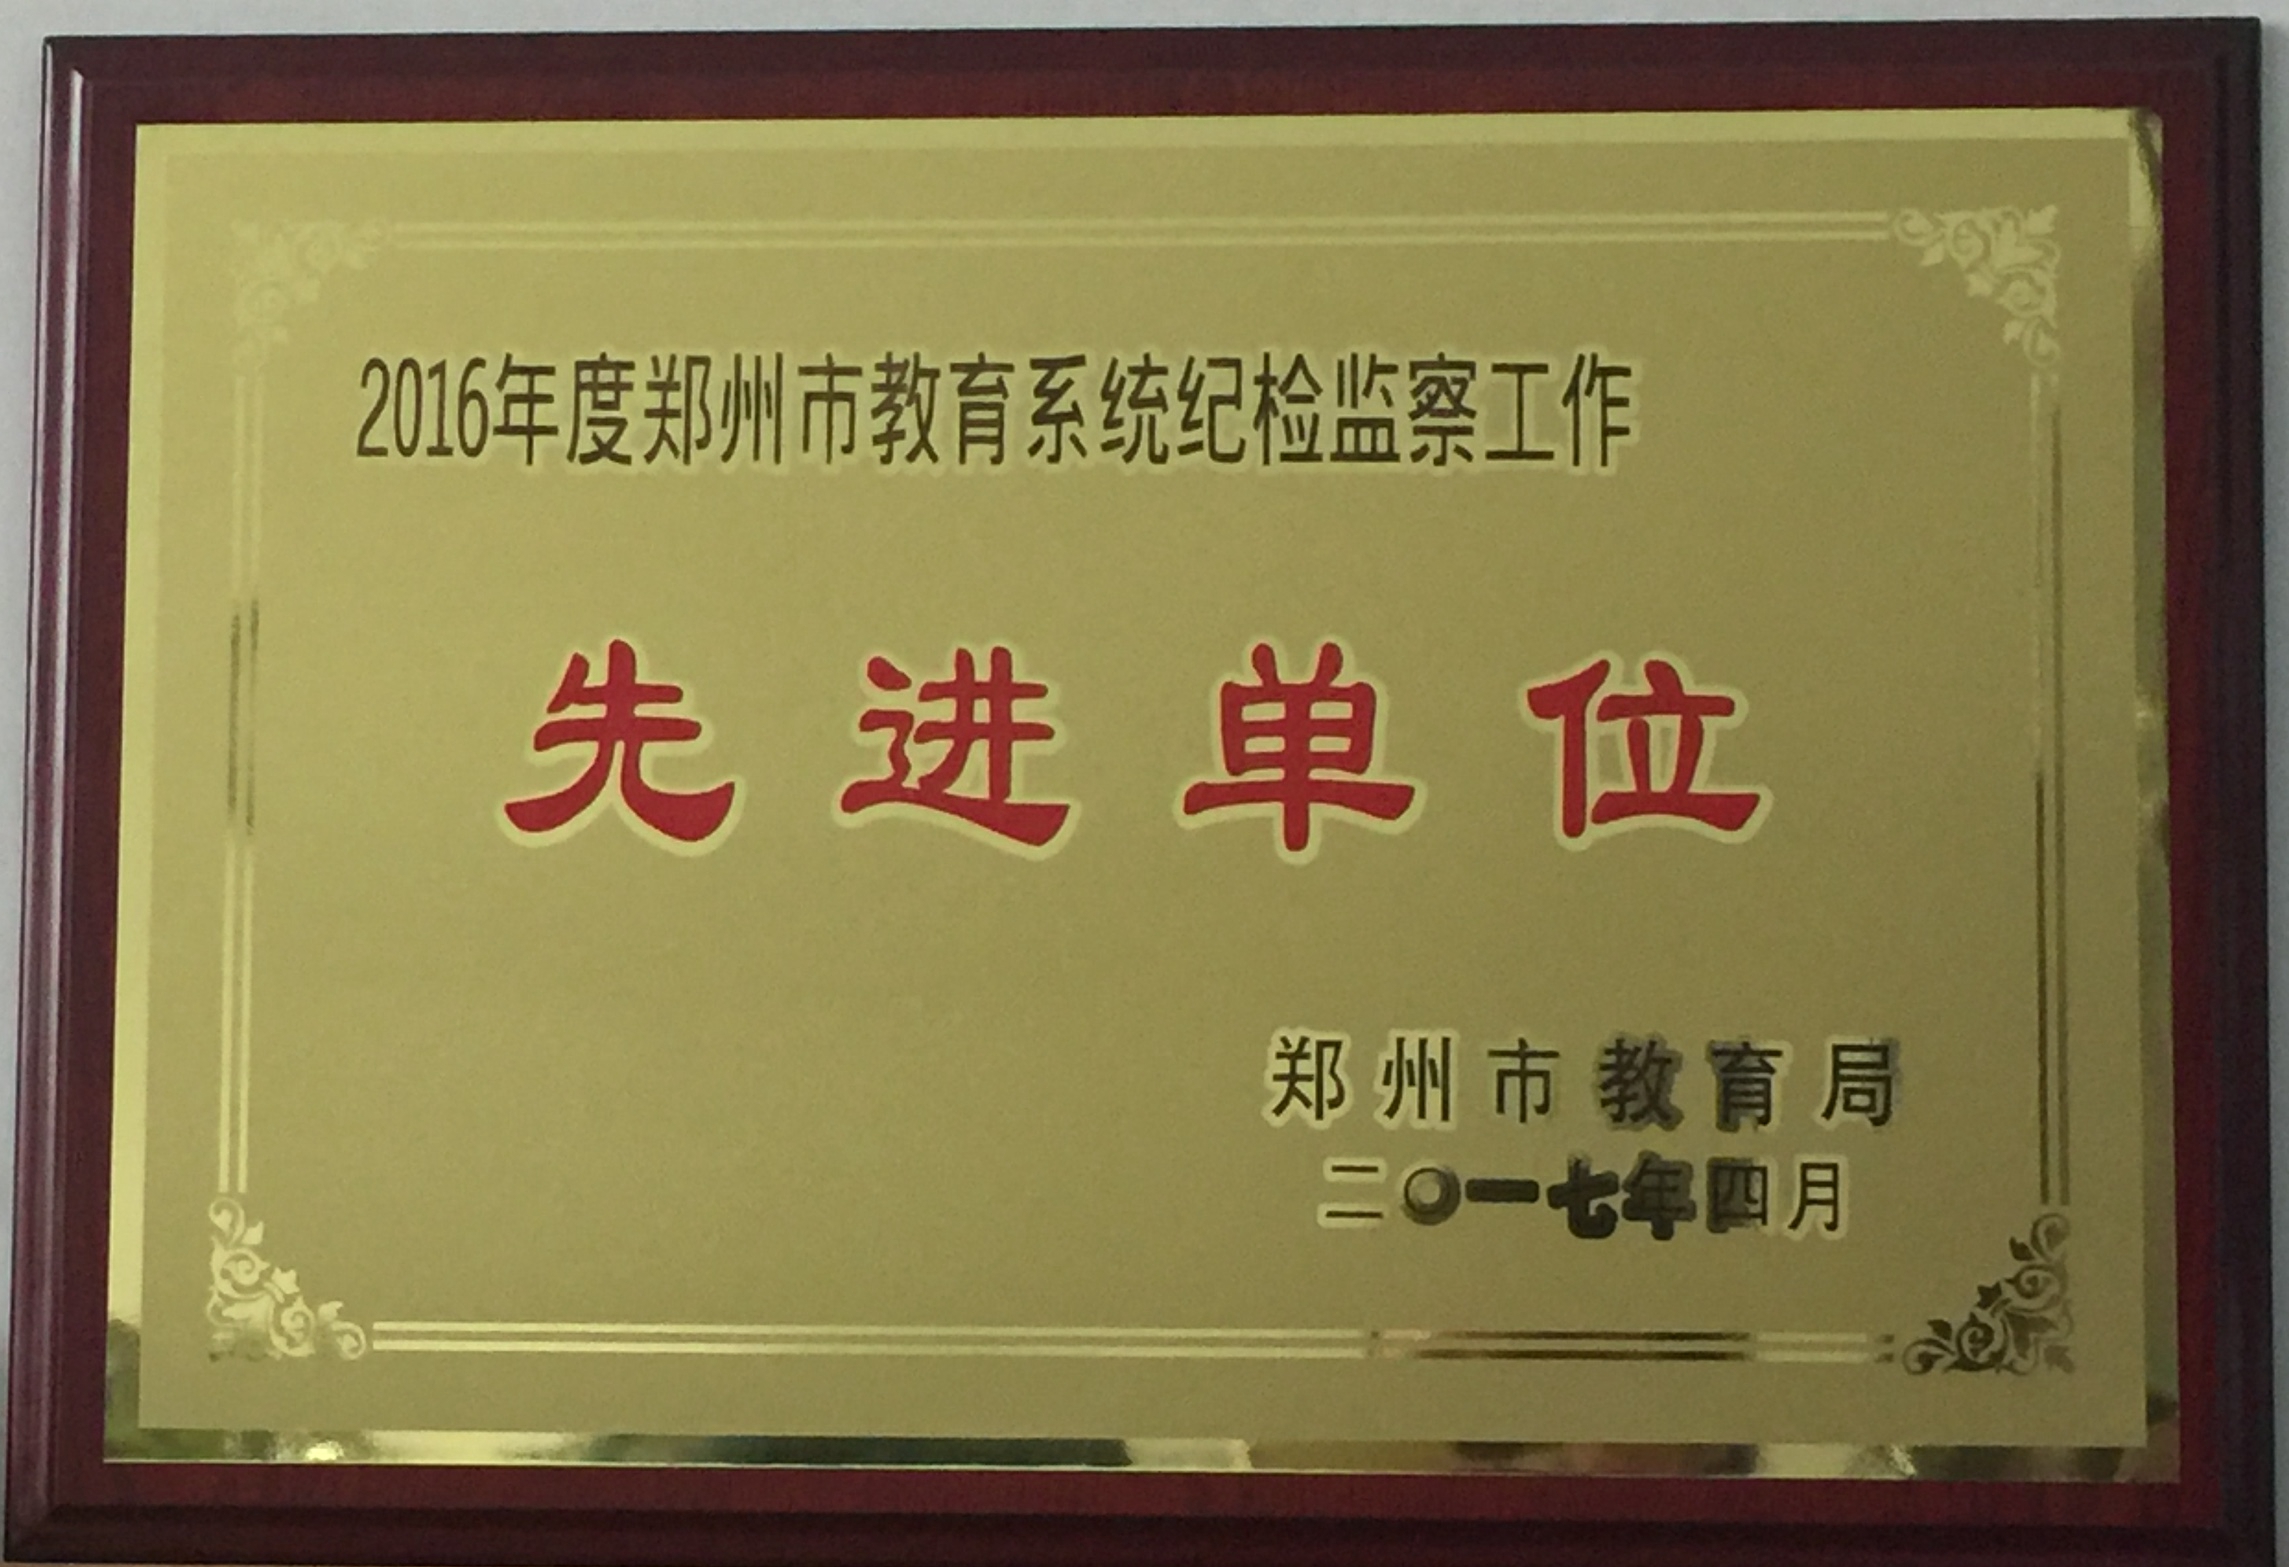 2016年度郑州市教育系统纪检监察工作
先进单位
郑州市教育局
二〇一七年四月